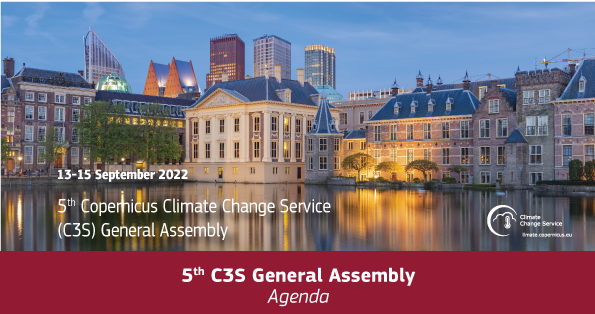 13-15 September 2022
5th Copernicus Climate Change Service
(C3S) General Assembly
Climate
Change Service
climate.copernicus.eu
5th C3S General Assembly
Agenda